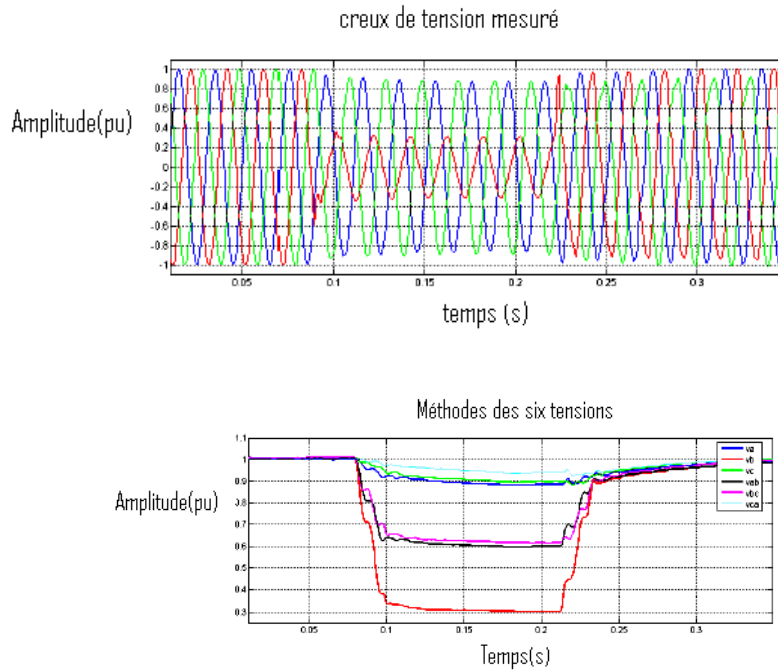 creux de tension mesuré
Amplitude(pu)
1
0.8
0.6
0.4
0.2
0
-0.2
-0.4
-0.6
-0.8
-1
0.05 0.1 0.15 0.2 0.25 0.3
temps (s)
Méthodes des six tensions
Amplitude(pu)
1.1
1
0.9
0.8
0.7
0.6
0.5
0.4
0.3
va
vb
vc
vab
vbc
vca
0.05 0.1 0.15 0.2 0.25 0.3
Temps(s)